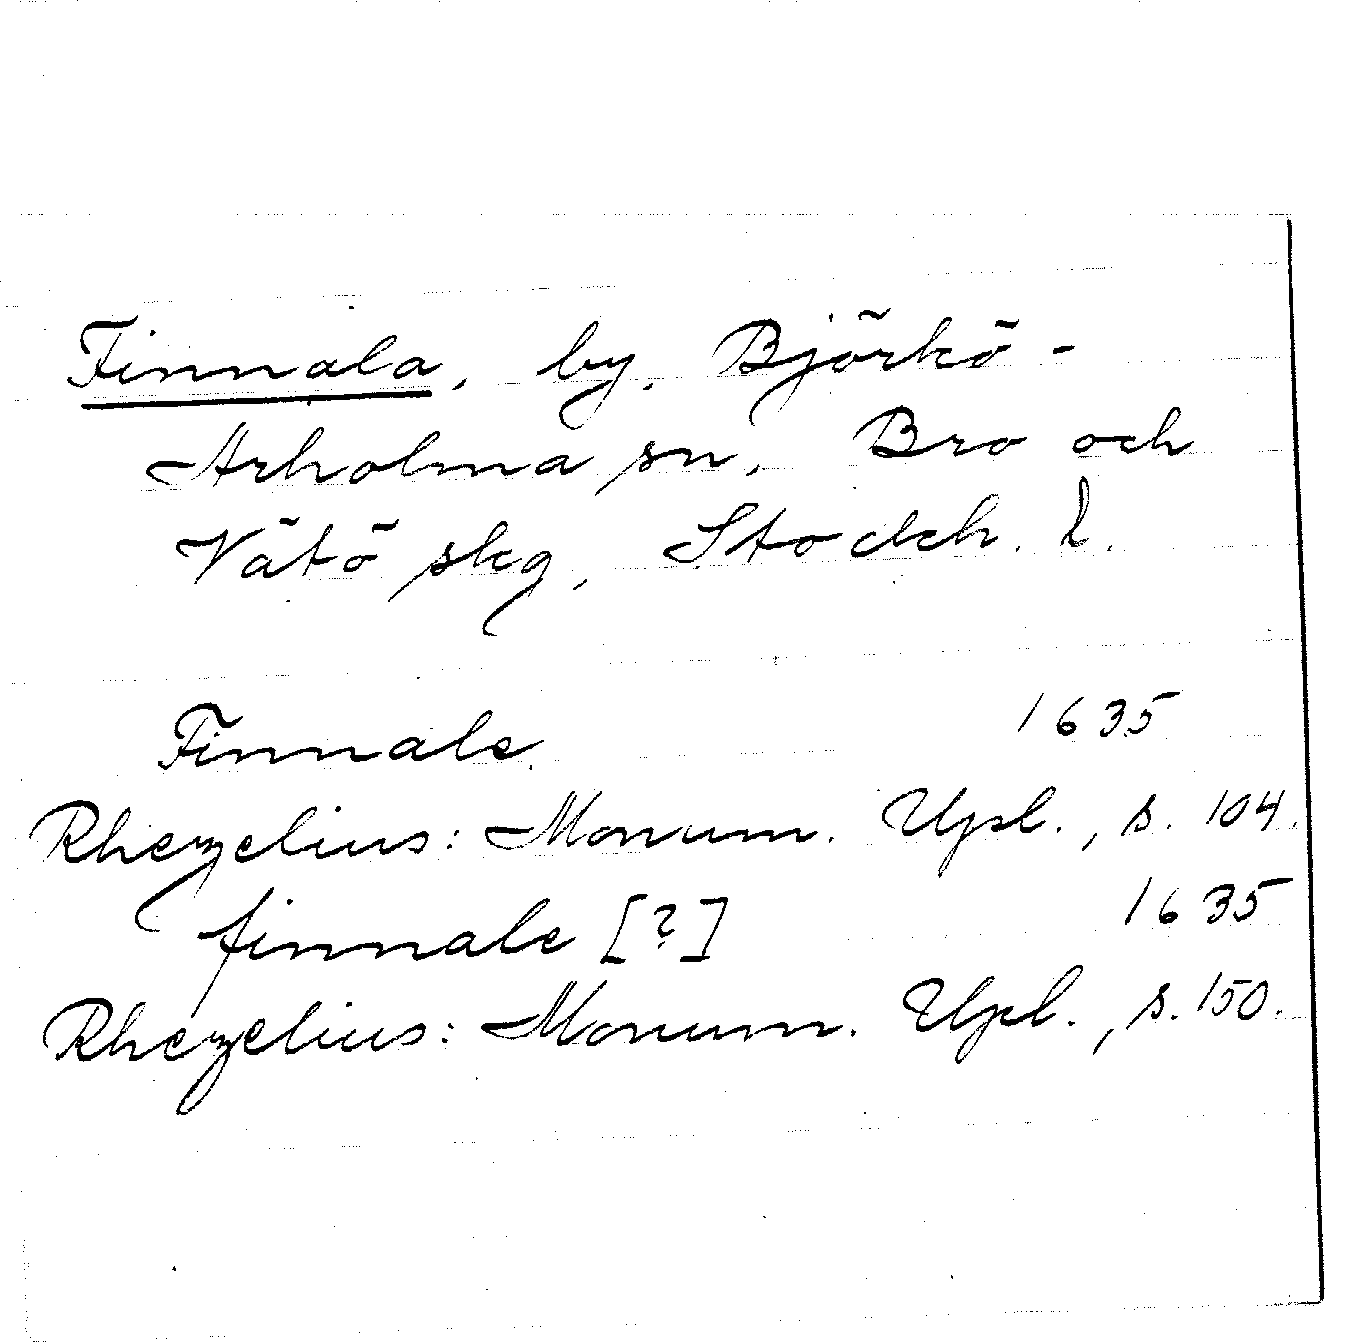 Finnala, by, Björkö-
Arholma sn, Bro och
Vätö skg, Stockh. l.
Finnale 1635
Rhezelius: Monum. Upl., s. 104.
finnale [?] 1635
Rhezelius: Monum. Upl., s. 150.